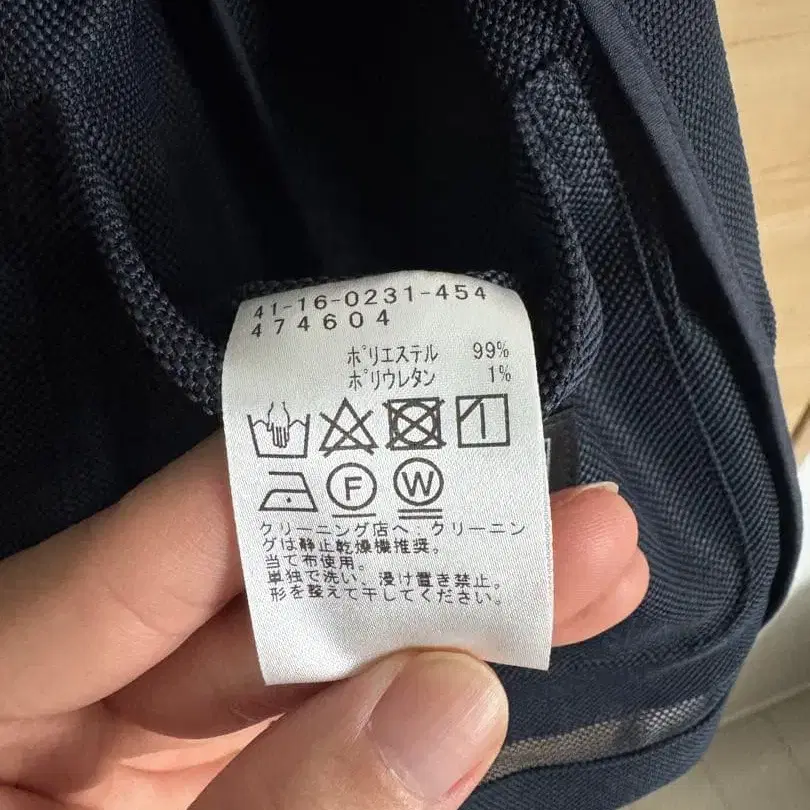 41-16-0231-454
474604
ポリエステル 99%
ポリウレタン 1%
F W
クリーニング店へ、クリーニン
グは静止乾燥機推奨。
当て布使用。
単独で洗い、浸け置き禁止。
形を整えて干してください。